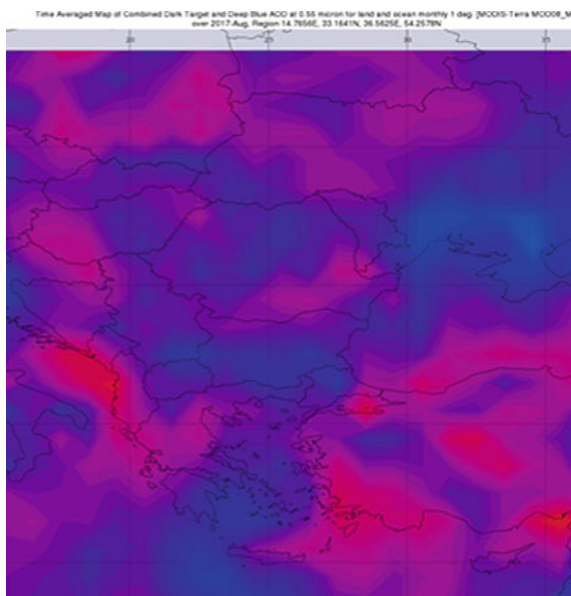 Time Averaged Map of Combined Dark Target and Deep Blue AOD at 0.55 micron for land and ocean monthly 1 deg. [MODIS-Terra MOD08_M
over 2017-Aug, Region 14.7656E, 33.1641N, 36.5625E, 54.2578N
20 25 30 35